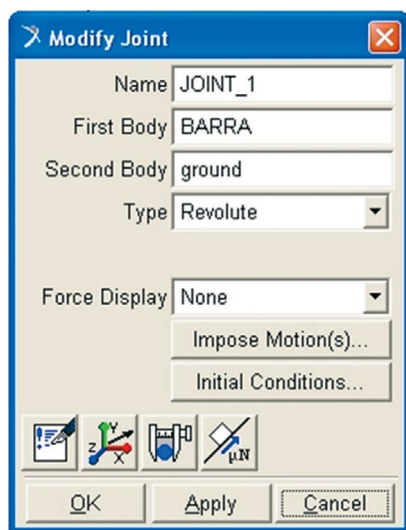 Modify Joint
Name JOINT_1
First Body BARRA
Second Body ground
Type Revolute
Force Display None
Impose Motion(s)...
Initial Conditions...
Z Y X μN
OK Apply Cancel